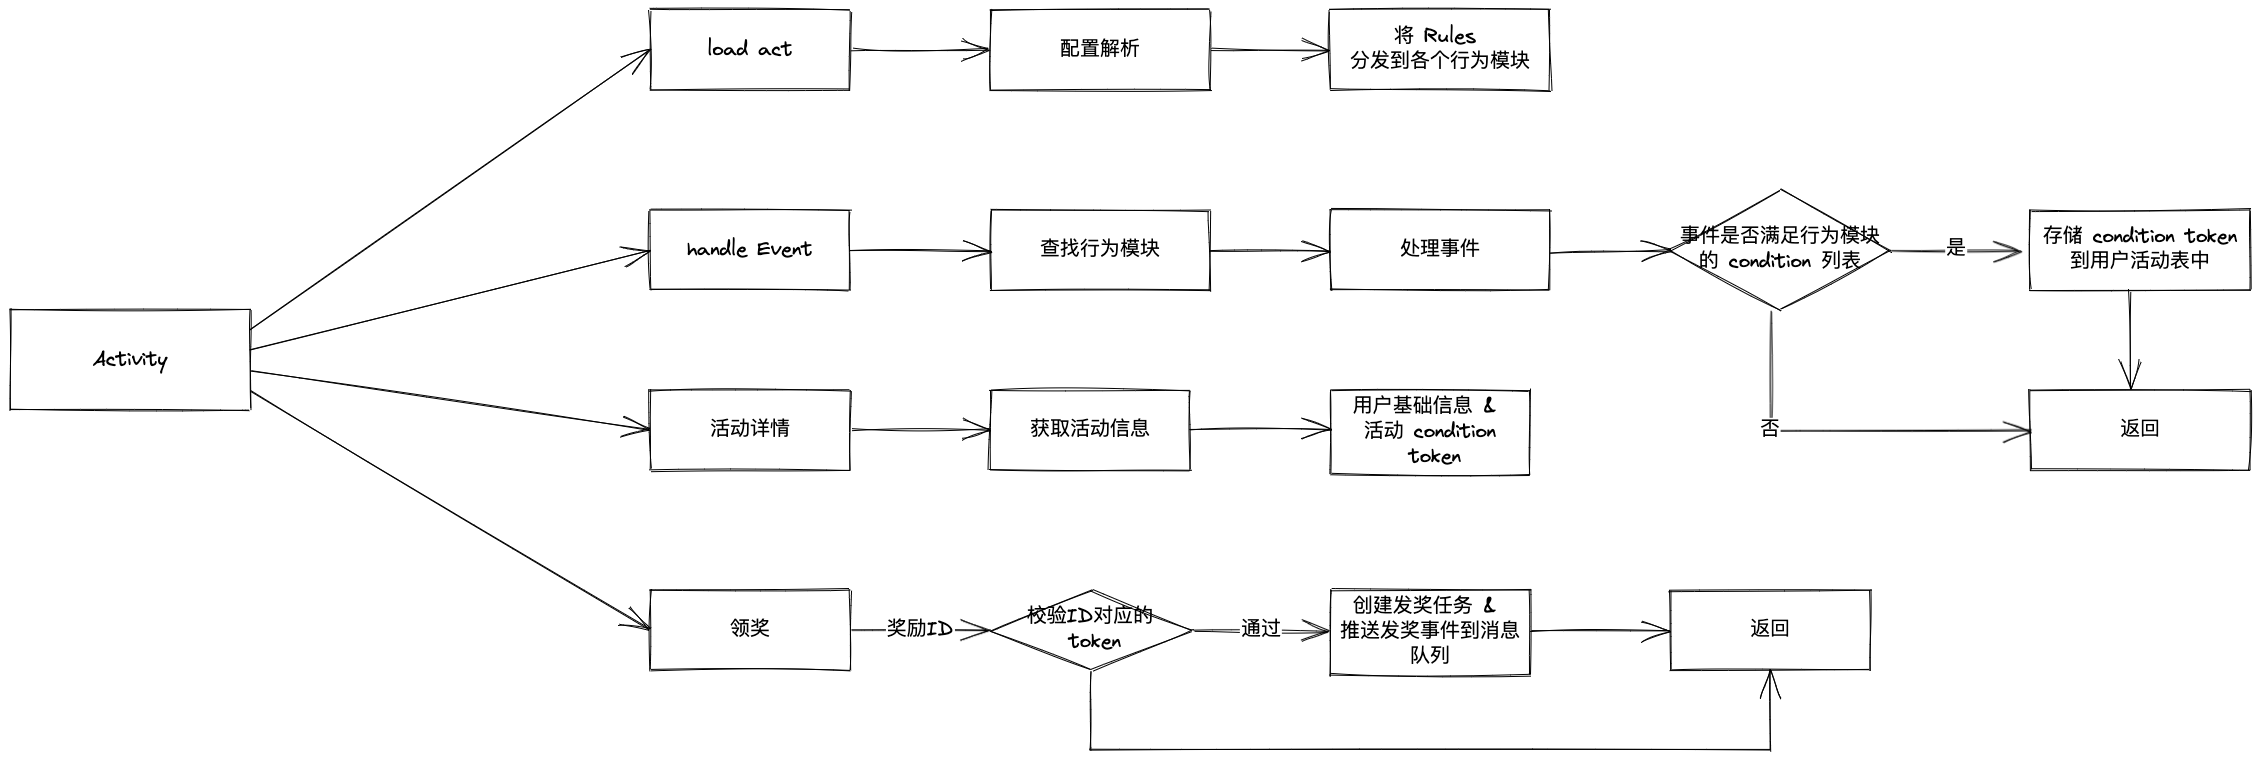 load act
配置解析
将 Rules
分发到各个行为模块
handle Event
查找行为模块
处理事件
事件是否满足行为模块
的 condition 列表
是
存储 condition token
到用户活动表中
否
返回
Activity
活动详情
获取活动信息
用户基础信息 &
活动 condition
token
领奖
奖励ID
校验ID对应的
token
通过
创建发奖任务 &
推送发奖事件到消息
队列
返回